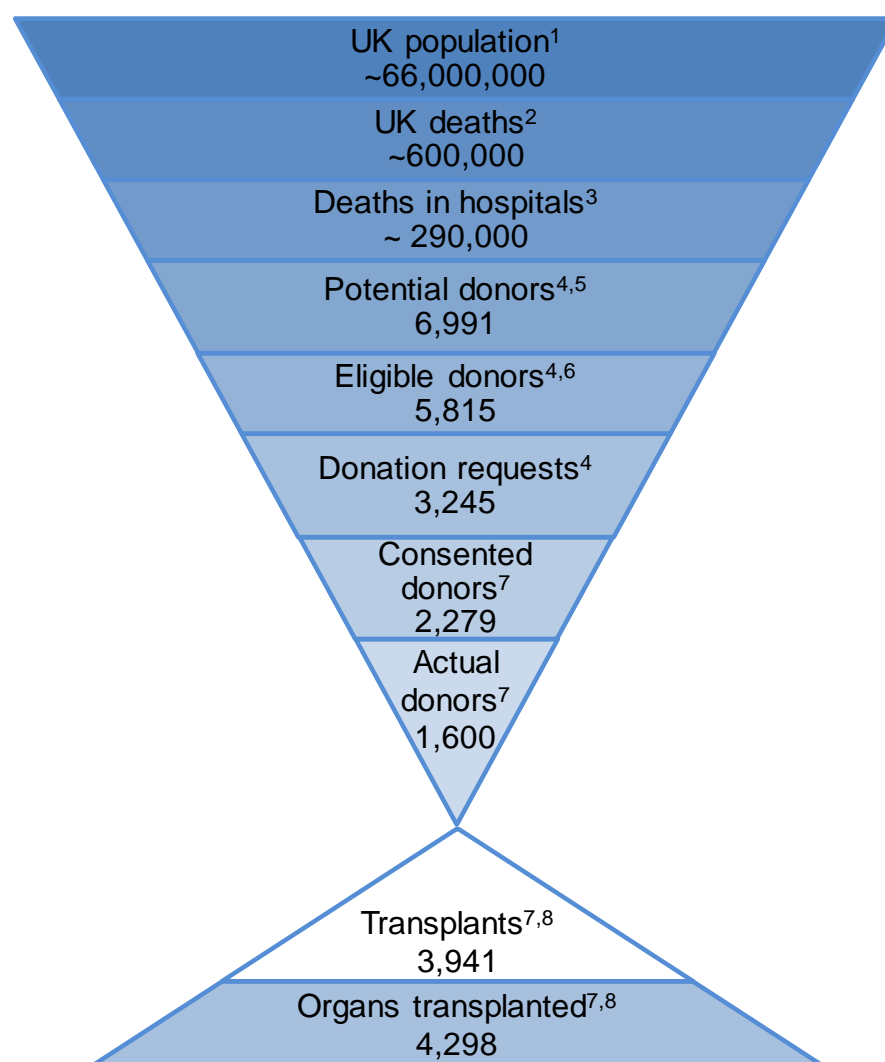 UK population¹
~66,000,000
UK deaths²
~600,000
Deaths in hospitals³
~ 290,000
Potential donors⁴,⁵
6,991
Eligible donors⁴,⁶
5,815
Donation requests⁴
3,245
Consented
donors⁷
2,279
Actual
donors⁷
1,600
Transplants⁷,⁸
3,941
Organs transplanted⁷,⁸
4,298